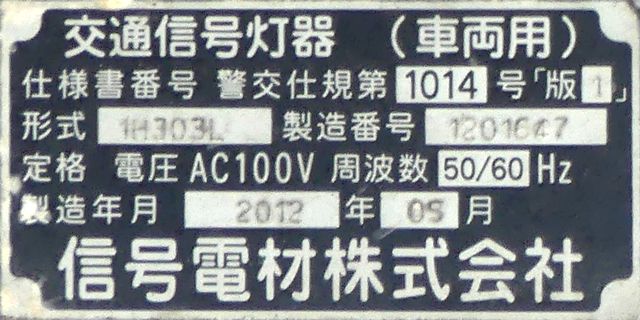 交通信号灯器 （車両用）
仕様書番号 警交仕規第 1014 号「版 1」
形式 1H303L 製造番号 1201647
定格 電圧 AC100V 周波数 50/60 Hz
製造年月 2012 年 05 月
信号電材株式会社